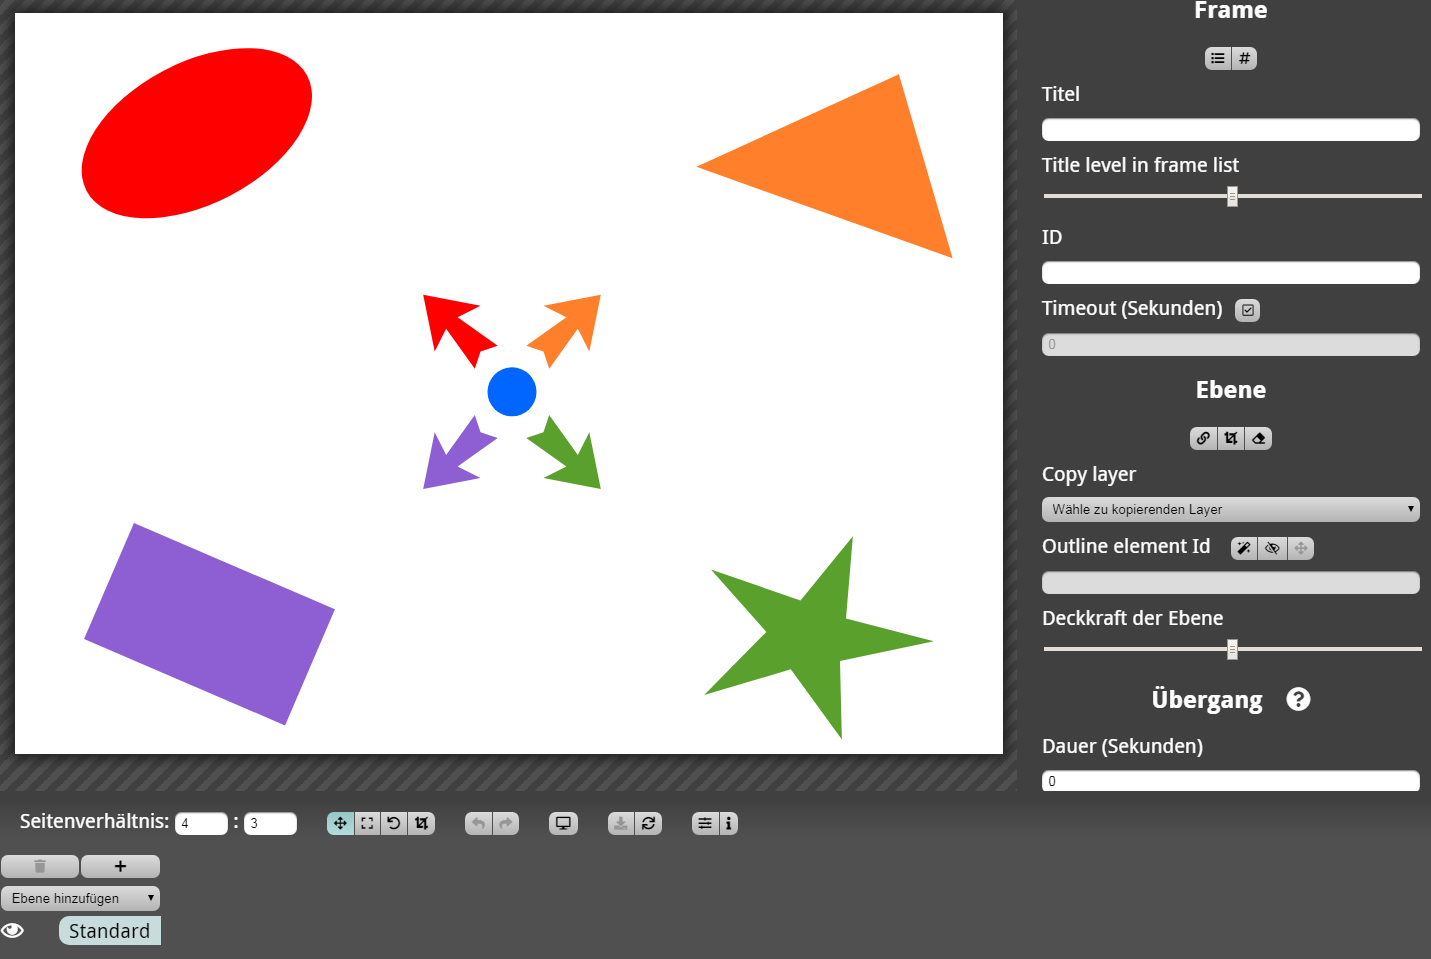 Frame
Titel
Title level in frame list
ID
Timeout (Sekunden)
0
Ebene
Copy layer
Wähle zu kopierenden Layer
Outline element Id
Deckkraft der Ebene
Übergang ?
Dauer (Sekunden)
0
Seitenverhältnis: 4 : 3
Ebene hinzufügen
Standard